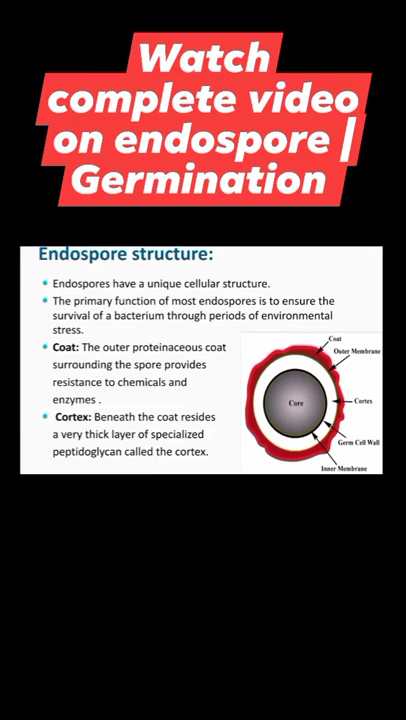 Watch
complete video
on endospore |
Germination
Endospore structure:
Endospores have a unique cellular structure.
The primary function of most endospores is to ensure the
survival of a bacterium through periods of environmental
stress.
Coat: The outer proteinaceous coat
surrounding the spore provides
resistance to chemicals and
enzymes .
Cortex: Beneath the coat resides
a very thick layer of specialized
peptidoglycan called the cortex.
Coat
Outer Membrane
Core
Cortex
Germ Cell Wall
Inner Membrane